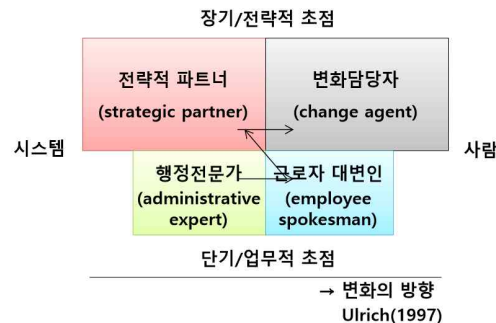 장기/전략적 초점
전략적 파트너
(strategic partner)
변화담당자
(change agent)
시스템
사람
행정전문가
(administrative
expert)
근로자 대변인
(employee
spokesman)
단기/업무적 초점
→ 변화의 방향
Ulrich(1997)